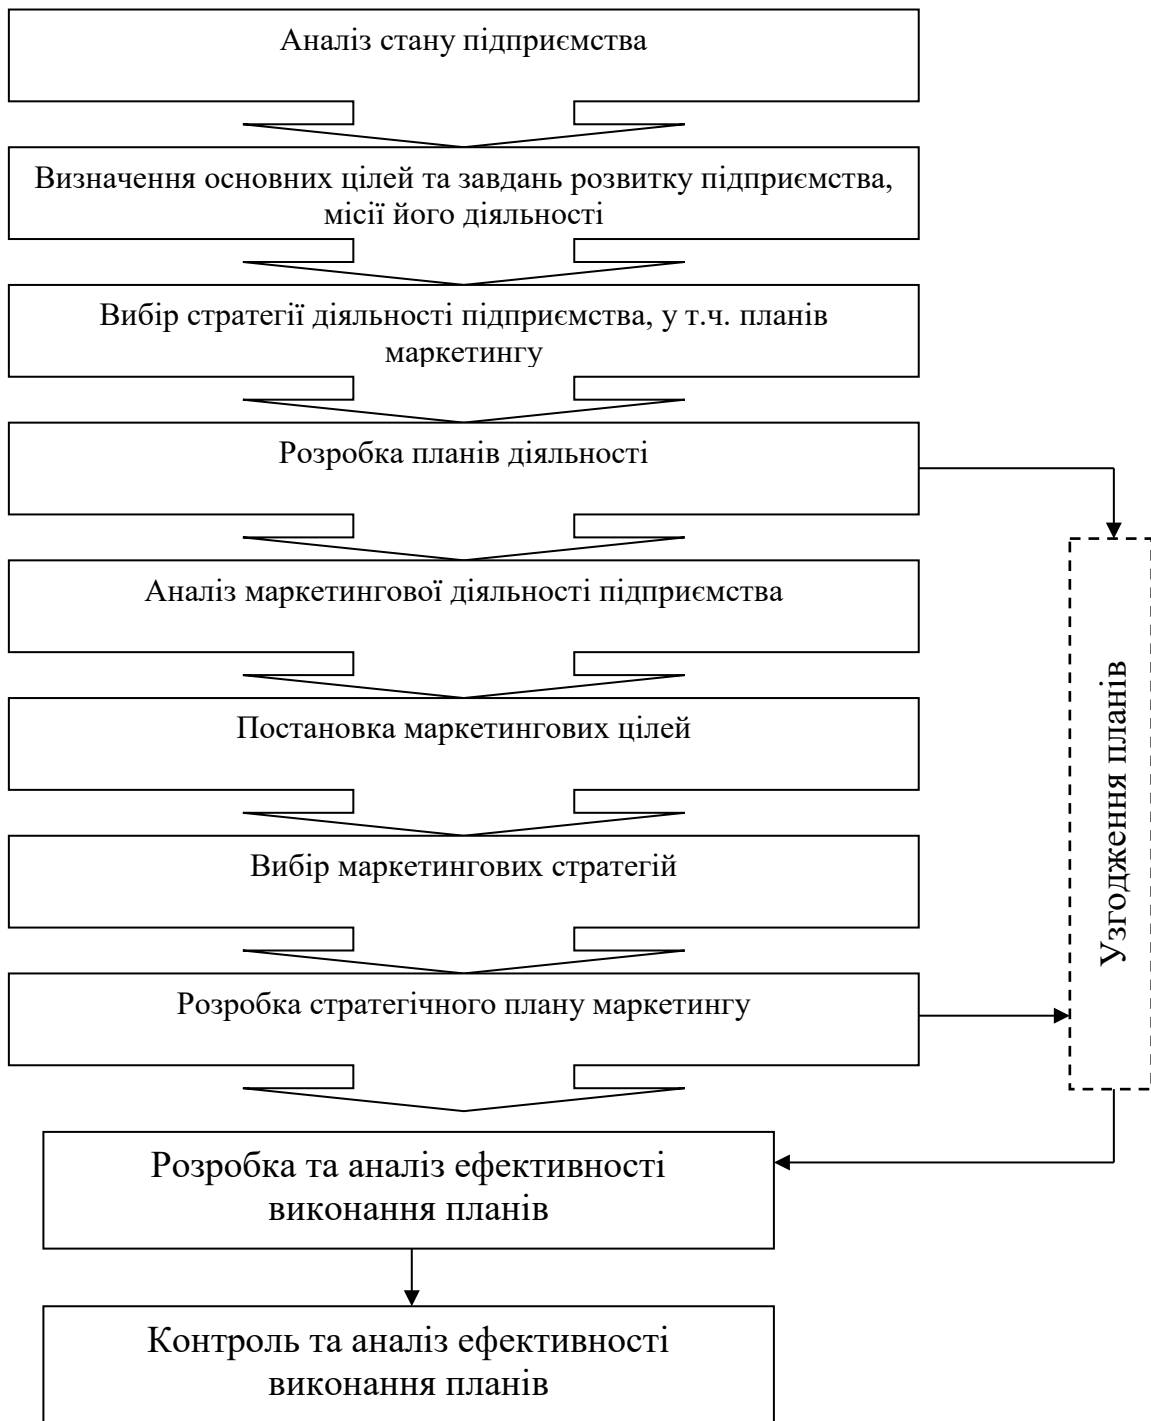 Аналіз стану підприємства
Визначення основних цілей та завдань розвитку підприємства,
місії його діяльності
Вибір стратегії діяльності підприємства, у т.ч. планів
маркетингу
Розробка планів діяльності
Аналіз маркетингової діяльності підприємства
Постановка маркетингових цілей
Вибір маркетингових стратегій
Розробка стратегічного плану маркетингу
Узгодження планів
Розробка та аналіз ефективності
виконання планів
Контроль та аналіз ефективності
виконання планів